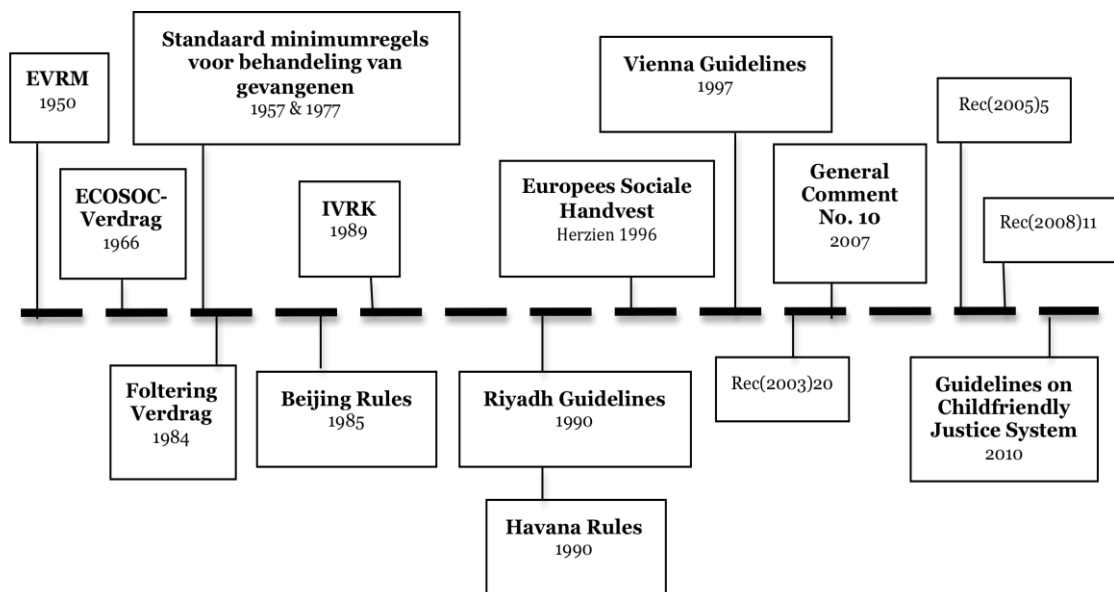 EVRM
1950
Standaard minimumregels
voor behandeling van
gevangenen
1957 & 1977
Vienna Guidelines
1997
Rec(2005)5
ECOSOC-
Verdrag
1966
IVRK
1989
Europees Sociale
Handvest
Herzien 1996
General
Comment
No. 10
2007
Rec(2008)11
Foltering
Verdrag
1984
Beijing Rules
1985
Riyadh Guidelines
1990
Rec(2003)20
Guidelines on
Childfriendly
Justice System
2010
Havana Rules
1990